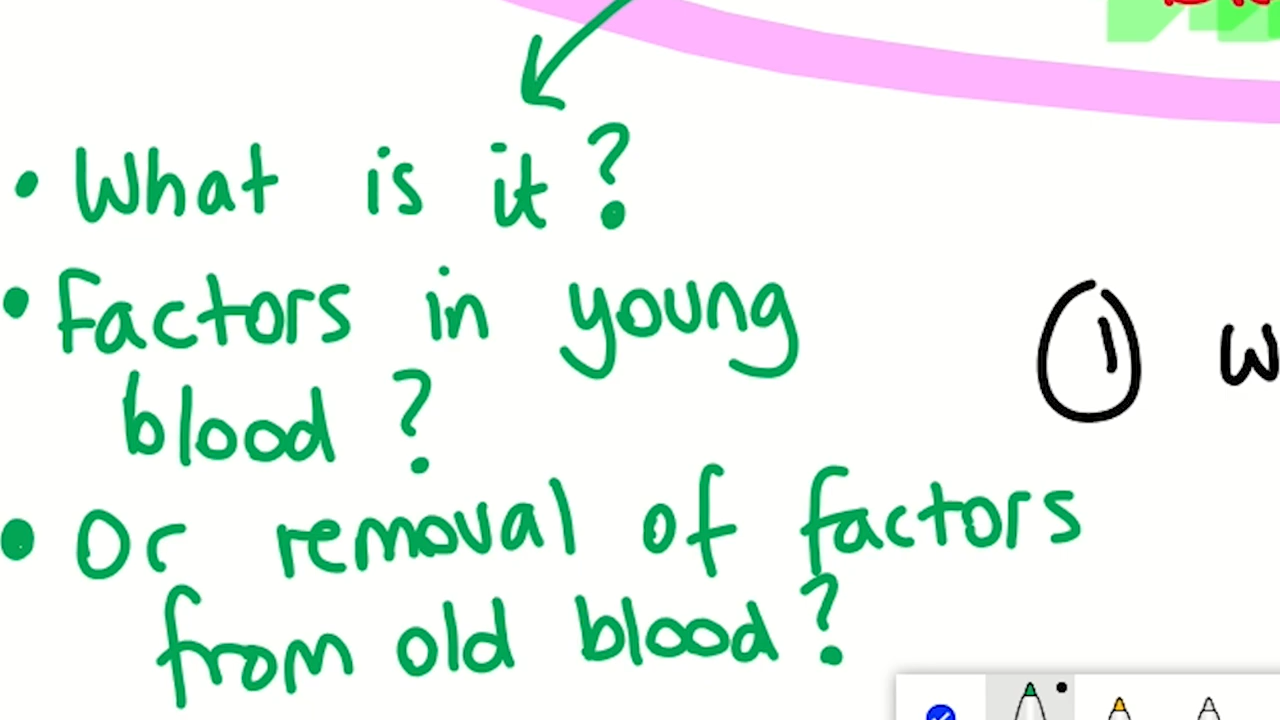 • What is it?
• Factors in young
blood?
① w
• Or removal of factors
from old blood?